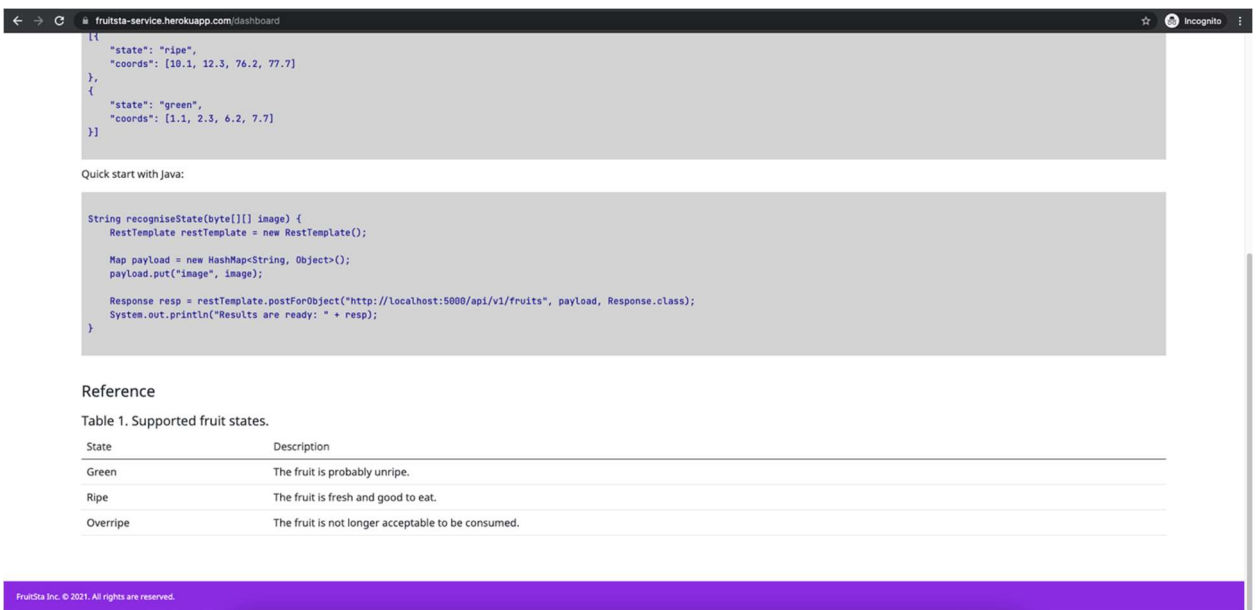 fruitsta-service.herokuapp.com/dashboard
Incognito
[{
"state": "ripe",
"coords": [10.1, 12.3, 76.2, 77.7]
},
{
"state": "green",
"coords": [1.1, 2.3, 6.2, 7.7]
}]
Quick start with Java:
String recogniseState(byte[][] image) {
RestTemplate restTemplate = new RestTemplate();
Map payload = new HashMap<String, Object>();
payload.put("image", image);
Response resp = restTemplate.postForObject("http://localhost:5000/api/v1/fruits", payload, Response.class);
System.out.println("Results are ready: " + resp);
}
Reference
Table 1. Supported fruit states.
State Description
Green The fruit is probably unripe.
Ripe The fruit is fresh and good to eat.
Overripe The fruit is not longer acceptable to be consumed.
FruitSta Inc. © 2021. All rights are reserved.